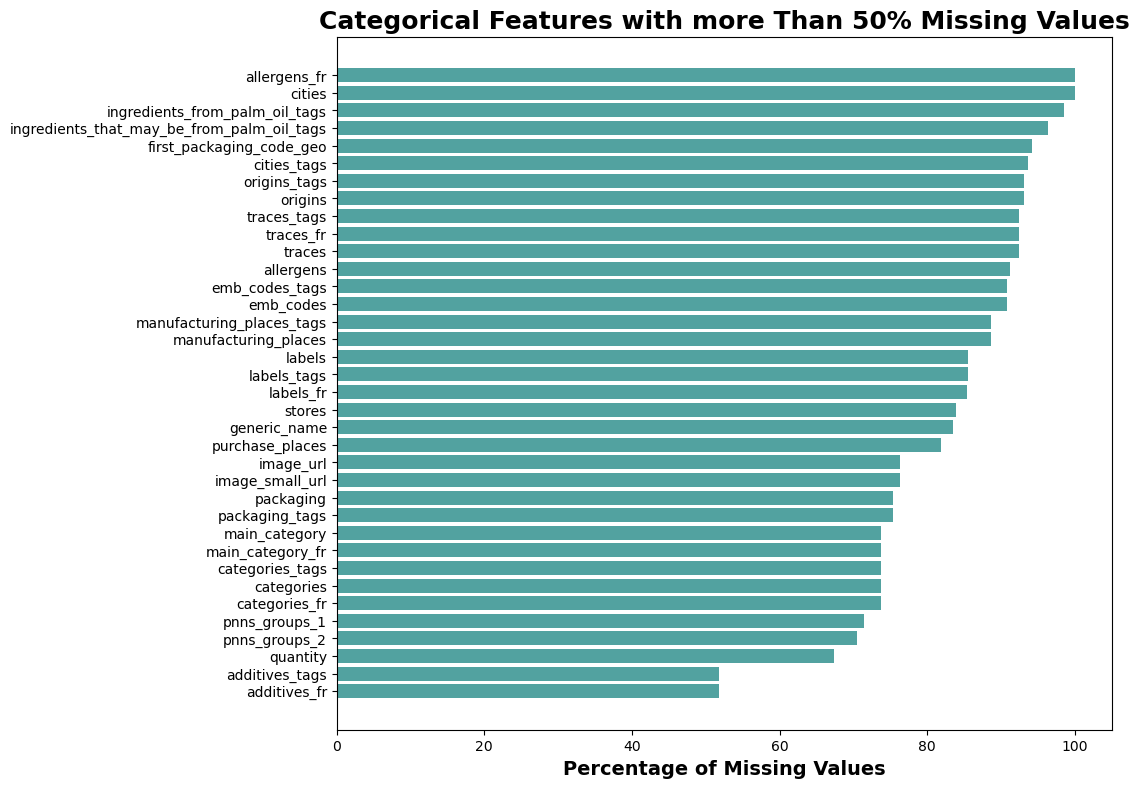 Categorical Features with more Than 50% Missing Values
allergens_fr
cities
ingredients_from_palm_oil_tags
ingredients_that_may_be_from_palm_oil_tags
first_packaging_code_geo
cities_tags
origins_tags
origins
traces_tags
traces_fr
traces
allergens
emb_codes_tags
emb_codes
manufacturing_places_tags
manufacturing_places
labels
labels_tags
labels_fr
stores
generic_name
purchase_places
image_url
image_small_url
packaging
packaging_tags
main_category
main_category_fr
categories_tags
categories
categories_fr
pnns_groups_1
pnns_groups_2
quantity
additives_tags
additives_fr
0 20 40 60 80 100
Percentage of Missing Values